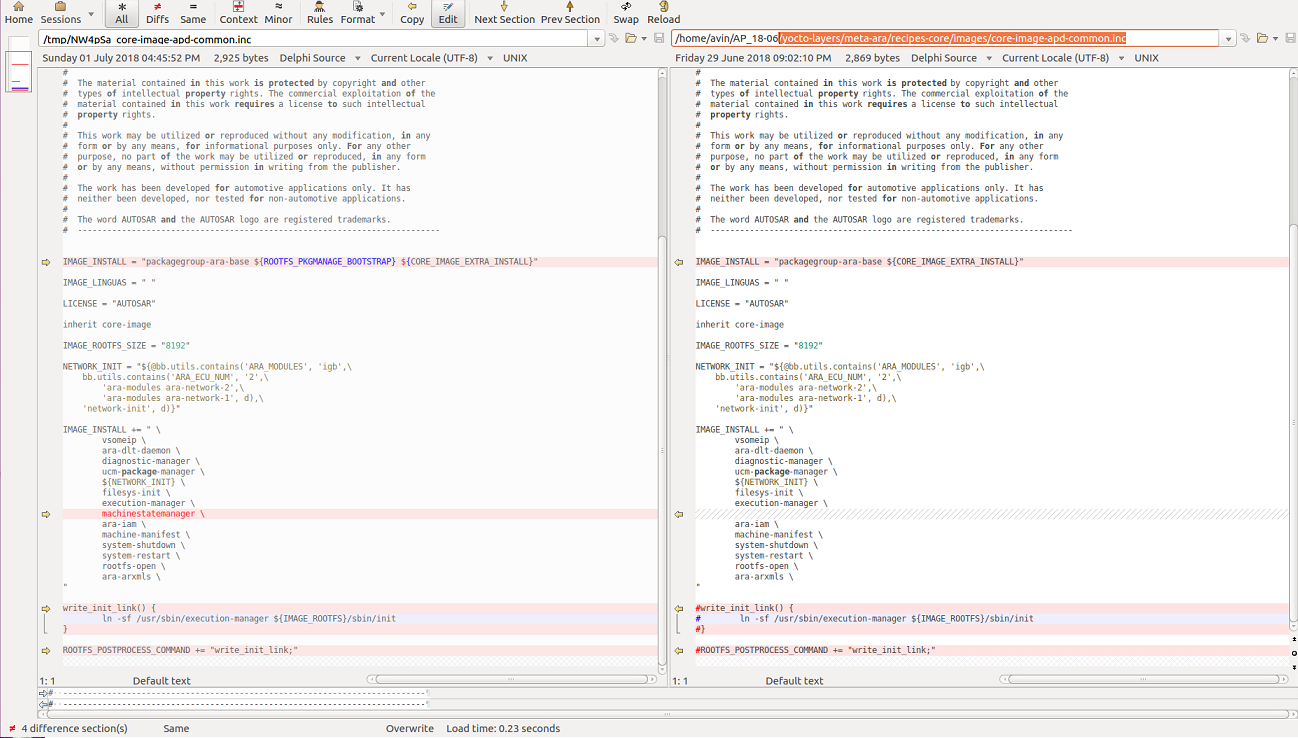 Home Sessions All Diffs Same Context Minor Rules Format Copy Edit Next Section Prev Section Swap Reload
/tmp/NW4pSa_core-image-apd-common.inc
/home/avin/AP_18-06/yocto-layers/meta-ara/recipes-core/images/core-image-apd-common.inc
Sunday 01 July 2018 04:45:52 PM 2,925 bytes Delphi Source Current Locale (UTF-8) UNIX
Friday 29 June 2018 09:02:10 PM 2,869 bytes Delphi Source Current Locale (UTF-8) UNIX
#
# The material contained in this work is protected by copyright and other
# types of intellectual property rights. The commercial exploitation of the
# material contained in this work requires a license to such intellectual
# property rights.
#
# This work may be utilized or reproduced without any modification, in any
# form or by any means, for informational purposes only. For any other
# purpose, no part of the work may be utilized or reproduced, in any form
# or by any means, without permission in writing from the publisher.
#
# The work has been developed for automotive applications only. It has
# neither been developed, nor tested for non-automotive applications.
#
# The word AUTOSAR and the AUTOSAR logo are registered trademarks.
# --------------------------------------------------------------------------
IMAGE_INSTALL = "packagegroup-ara-base ${ROOTFS_PKGMANAGE_BOOTSTRAP} ${CORE_IMAGE_EXTRA_INSTALL}"
IMAGE_LINGUAS = " "
LICENSE = "AUTOSAR"
inherit core-image
IMAGE_ROOTFS_SIZE = "8192"
NETWORK_INIT = "${@bb.utils.contains('ARA_MODULES', 'igb',\
bb.utils.contains('ARA_ECU_NUM', '2',\
'ara-modules ara-network-2',\
'ara-modules ara-network-1', d),\
'network-init', d)}"
IMAGE_INSTALL += " \
vsomeip \
ara-dlt-daemon \
diagnostic-manager \
ucm-package-manager \
${NETWORK_INIT} \
filesys-init \
execution-manager \
machinestatemanager \
ara-iam \
machine-manifest \
system-shutdown \
system-restart \
rootfs-open \
ara-arxmls \
"
write_init_link() {
ln -sf /usr/sbin/execution-manager ${IMAGE_ROOTFS}/sbin/init
}
ROOTFS_POSTPROCESS_COMMAND += "write_init_link;"
1: 1 Default text
#
# The material contained in this work is protected by copyright and other
# types of intellectual property rights. The commercial exploitation of the
# material contained in this work requires a license to such intellectual
# property rights.
#
# This work may be utilized or reproduced without any modification, in any
# form or by any means, for informational purposes only. For any other
# purpose, no part of the work may be utilized or reproduced, in any form
# or by any means, without permission in writing from the publisher.
#
# The work has been developed for automotive applications only. It has
# neither been developed, nor tested for non-automotive applications.
#
# The word AUTOSAR and the AUTOSAR logo are registered trademarks.
# --------------------------------------------------------------------------
IMAGE_INSTALL = "packagegroup-ara-base ${CORE_IMAGE_EXTRA_INSTALL}"
IMAGE_LINGUAS = " "
LICENSE = "AUTOSAR"
inherit core-image
IMAGE_ROOTFS_SIZE = "8192"
NETWORK_INIT = "${@bb.utils.contains('ARA_MODULES', 'igb',\
bb.utils.contains('ARA_ECU_NUM', '2',\
'ara-modules ara-network-2',\
'ara-modules ara-network-1', d),\
'network-init', d)}"
IMAGE_INSTALL += " \
vsomeip \
ara-dlt-daemon \
diagnostic-manager \
ucm-package-manager \
${NETWORK_INIT} \
filesys-init \
execution-manager \
ara-iam \
machine-manifest \
system-shutdown \
system-restart \
rootfs-open \
ara-arxmls \
"
#write_init_link() {
# ln -sf /usr/sbin/execution-manager ${IMAGE_ROOTFS}/sbin/init
#}
#ROOTFS_POSTPROCESS_COMMAND += "write_init_link;"
1: 1 Default text
# --------------------------------------------------------------------------
# --------------------------------------------------------------------------
4 difference section(s) Same Overwrite Load time: 0.23 seconds